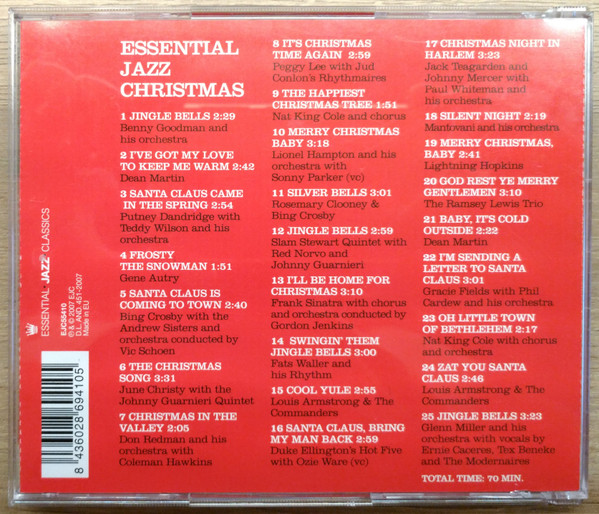 ESSENTIAL
JAZZ
CHRISTMAS
1 JINGLE BELLS 2:29
Benny Goodman and
his orchestra
2 I'VE GOT MY LOVE
TO KEEP ME WARM 2:42
Dean Martin
3 SANTA CLAUS CAME
IN THE SPRING 2:54
Putney Dandridge with
Teddy Wilson and his
orchestra
4 FROSTY
THE SNOWMAN 1:51
Gene Autry
5 SANTA CLAUS IS
COMING TO TOWN 2:40
Bing Crosby with the
Andrew Sisters and
orchestra conducted by
Vic Schoen
6 THE CHRISTMAS
SONG 3:31
June Christy with the
Johnny Guarnieri Quintet
7 CHRISTMAS IN THE
VALLEY 2:05
Don Redman and his
orchestra with
Coleman Hawkins
8 IT'S CHRISTMAS
TIME AGAIN 2:59
Peggy Lee with Jud
Conlon's Rhythmaires
9 THE HAPPIEST
CHRISTMAS TREE 1:51
Nat King Cole and chorus
10 MERRY CHRISTMAS
BABY 3:18
Lionel Hampton and his
orchestra with
Sonny Parker (vc)
11 SILVER BELLS 3:01
Rosemary Clooney &
Bing Crosby
12 JINGLE BELLS 2:59
Slam Stewart Quintet with
Red Norvo and
Johnny Guarnieri
13 I'LL BE HOME FOR
CHRISTMAS 3:10
Frank Sinatra with chorus
and orchestra conducted by
Gordon Jenkins
14 SWINGIN' THEM
JINGLE BELLS 3:00
Fats Waller and
his Rhythm
15 COOL YULE 2:55
Louis Armstrong & The
Commanders
16 SANTA CLAUS, BRING
MY MAN BACK 2:59
Duke Ellington's Hot Five
with Ozie Ware (vc)
17 CHRISTMAS NIGHT IN
HARLEM 3:23
Jack Teagarden and
Johnny Mercer with
Paul Whiteman and
his orchestra
18 SILENT NIGHT 2:19
Mantovani and his orchestra
19 MERRY CHRISTMAS,
BABY 2:41
Lightning Hopkins
20 GOD REST YE MERRY
GENTLEMEN 3:10
The Ramsey Lewis Trio
21 BABY, IT'S COLD
OUTSIDE 2:22
Dean Martin
22 I'M SENDING A
LETTER TO SANTA
CLAUS 3:01
Gracie Fields with Phil
Cardew and his orchestra
23 OH LITTLE TOWN
OF BETHLEHEM 2:17
Nat King Cole with chorus
and orchestra
24 ZAT YOU SANTA
CLAUS 2:46
Louis Armstrong & The
Commanders
25 JINGLE BELLS 3:23
Glenn Miller and his
orchestra with vocals by
Ernie Caceres, Tex Beneke
and The Modernaires
TOTAL TIME: 70 MIN.
ESSENTIAL JAZZ CLASSICS
EJC55410
℗ & © 2007 EJC
D.L. AND. 451-2007
Made in EU
8 436028 694105